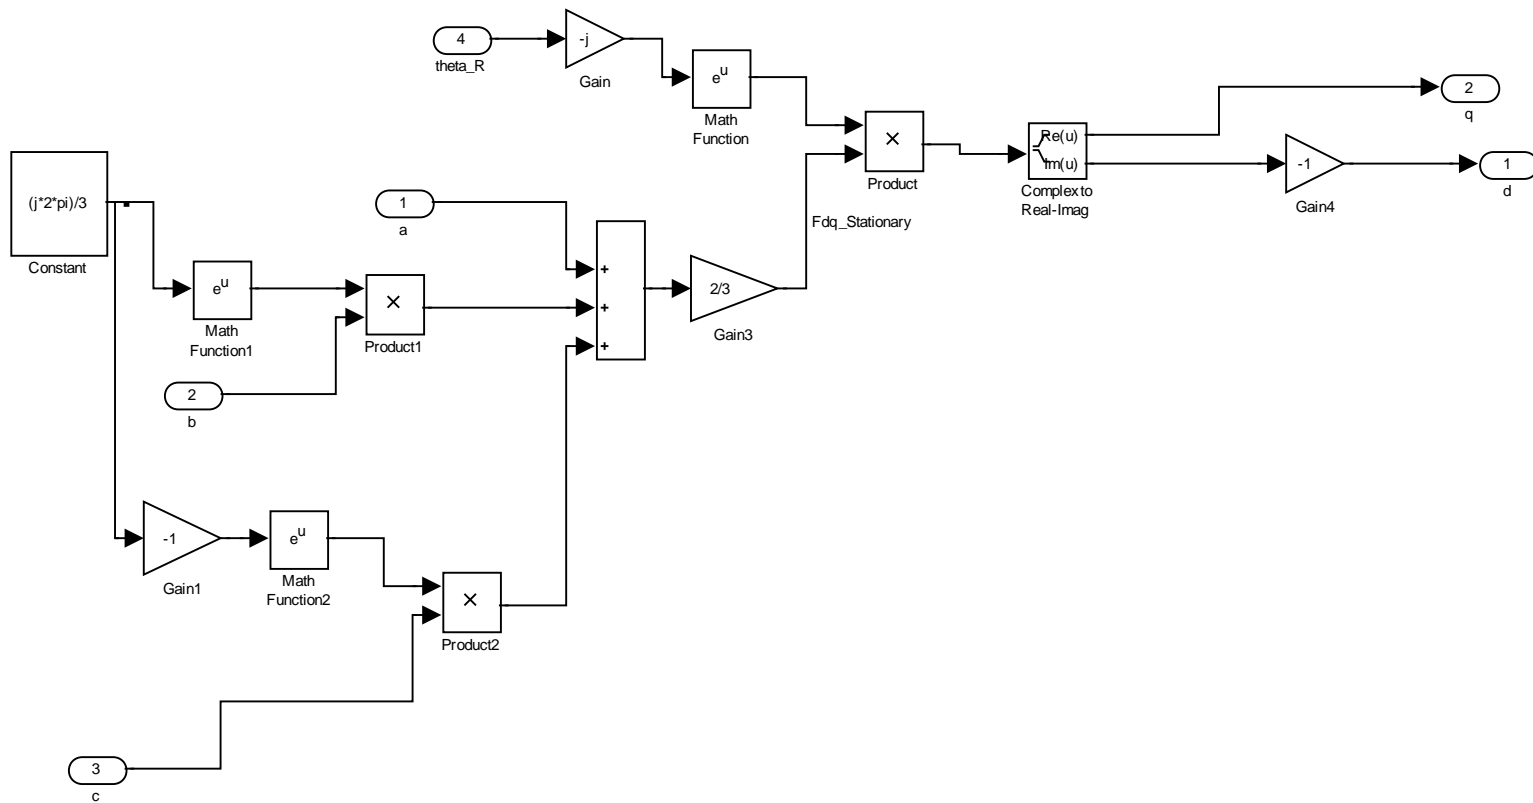 4
theta_R
-j
Gain
e^u
Math
Function
×
Product
Re(u)
Im(u)
Complex to
Real-Imag
2
q
-1
Gain4
1
d
(j*2*pi)/3
Constant
1
a
Fdq_Stationary
e^u
Math
Function1
×
Product1
+
+
+
2/3
Gain3
2
b
-1
Gain1
e^u
Math
Function2
×
Product2
3
c